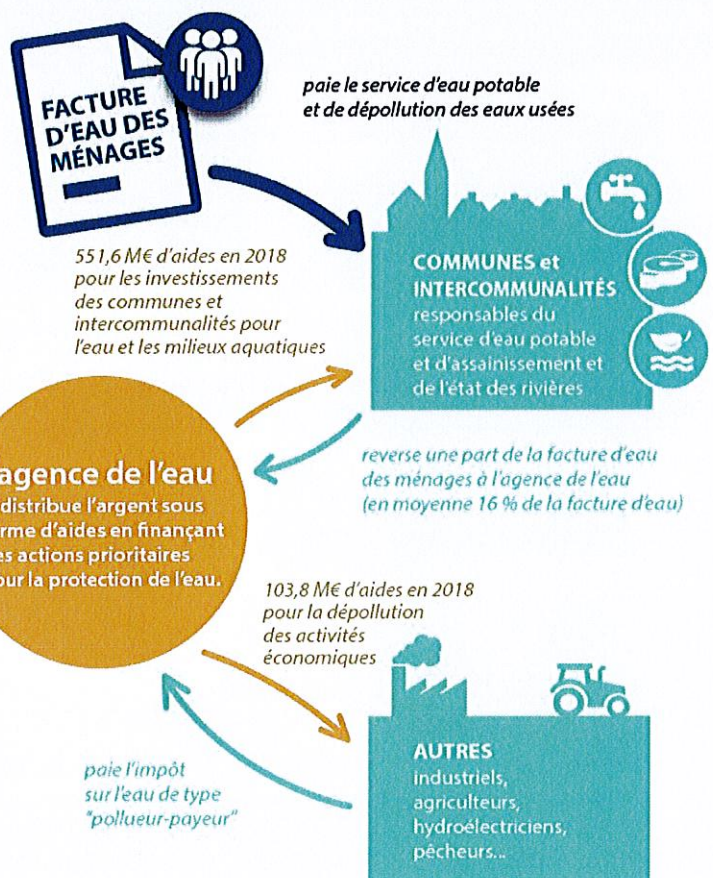 FACTURE
D'EAU DES
MÉNAGES
paie le service d'eau potable
et de dépollution des eaux usées
551,6 M€ d'aides en 2018
pour les investissements
des communes et
intercommunalités pour
l'eau et les milieux aquatiques
COMMUNES et
INTERCOMMUNALITÉS
responsables du
service d'eau potable
et d'assainissement et
de l'état des rivières
agence de l'eau
distribue l'argent sous
rme d'aides en finançant
es actions prioritaires
our la protection de l'eau.
reverse une part de la facture d'eau
des ménages à l'agence de l'eau
(en moyenne 16 % de la facture d'eau)
103,8 M€ d'aides en 2018
pour la dépollution
des activités
économiques
paie l'impôt
sur l'eau de type
"pollueur-payeur"
AUTRES
industriels,
agriculteurs,
hydroélectriciens,
pêcheurs...